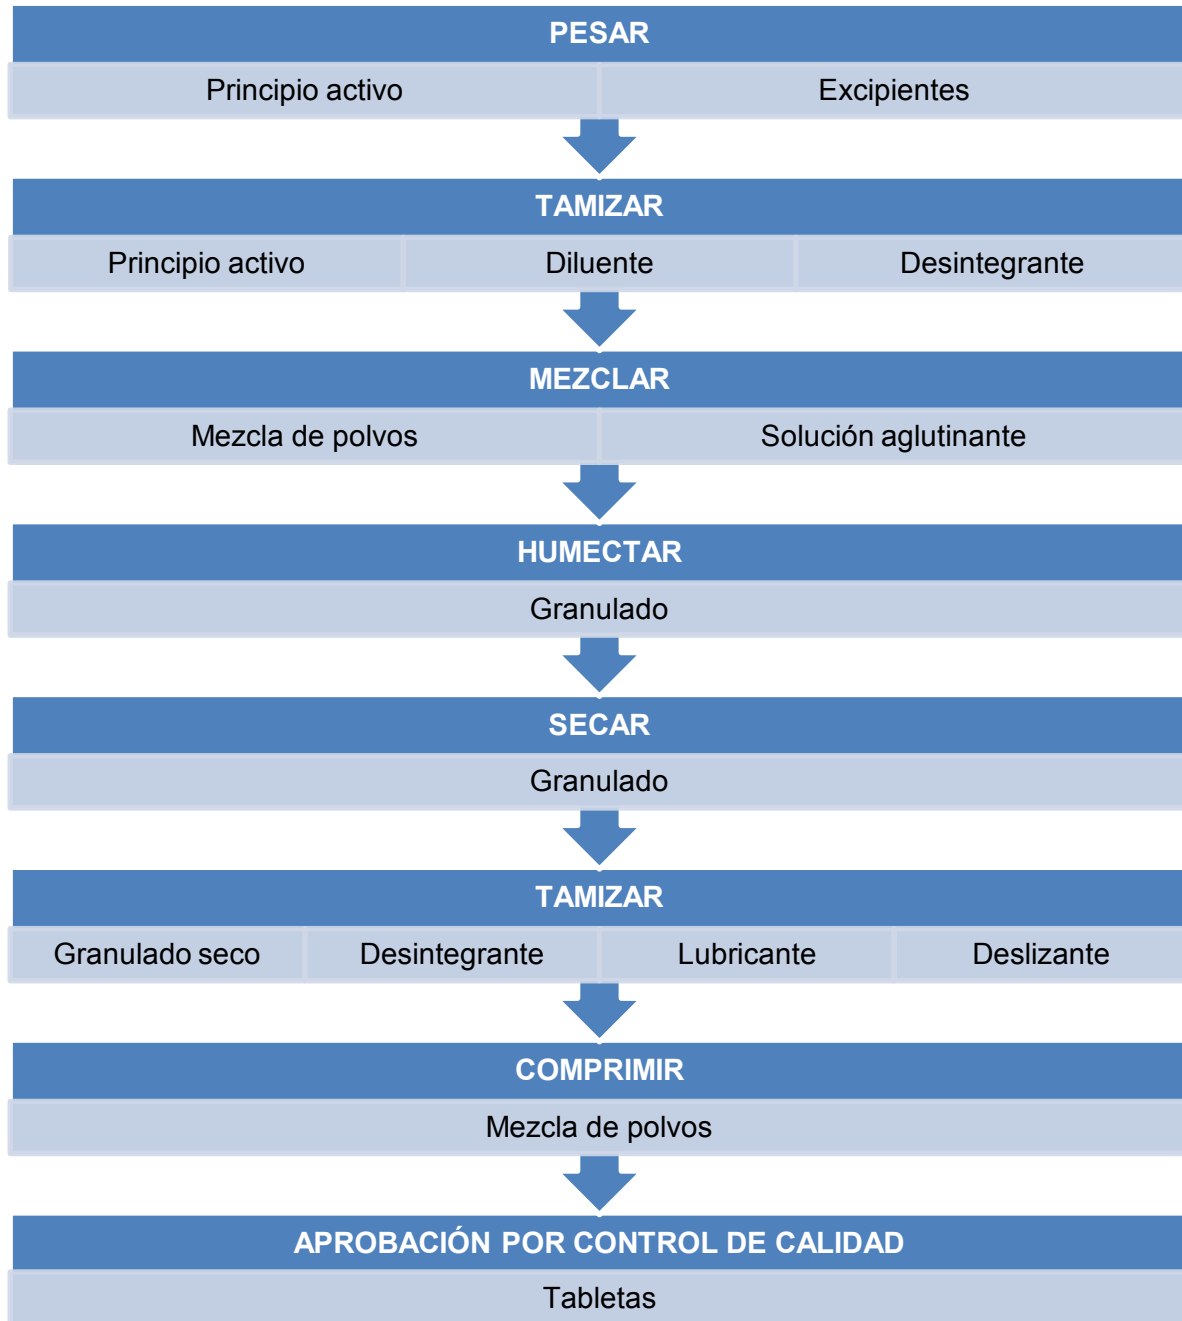 PESAR
Principio activo Excipientes
TAMIZAR
Principio activo Diluente Desintegrante
MEZCLAR
Mezcla de polvos Solución aglutinante
HUMECTAR
Granulado
SECAR
Granulado
TAMIZAR
Granulado seco Desintegrante Lubricante Deslizante
COMPRIMIR
Mezcla de polvos
APROBACIÓN POR CONTROL DE CALIDAD
Tabletas